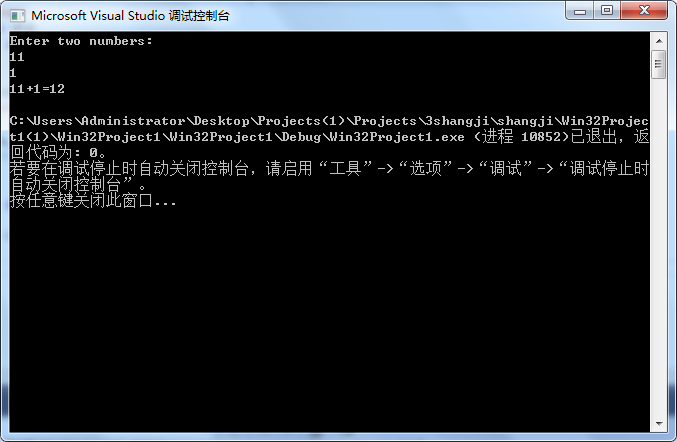 Microsoft Visual Studio 调试控制台
Enter two numbers:
11
1
11+1=12
C:\Users\Administrator\Desktop\Projects(1)\Projects\3shangji\shangji\Win32Projec
t1(1)\Win32Project1\Win32Project1\Debug\Win32Project1.exe (进程 10852)已退出，返
回代码为: 0。
若要在调试停止时自动关闭控制台，请启用“工具”->“选项”->“调试”->“调试停止时
自动关闭控制台”。
按任意键关闭此窗口...